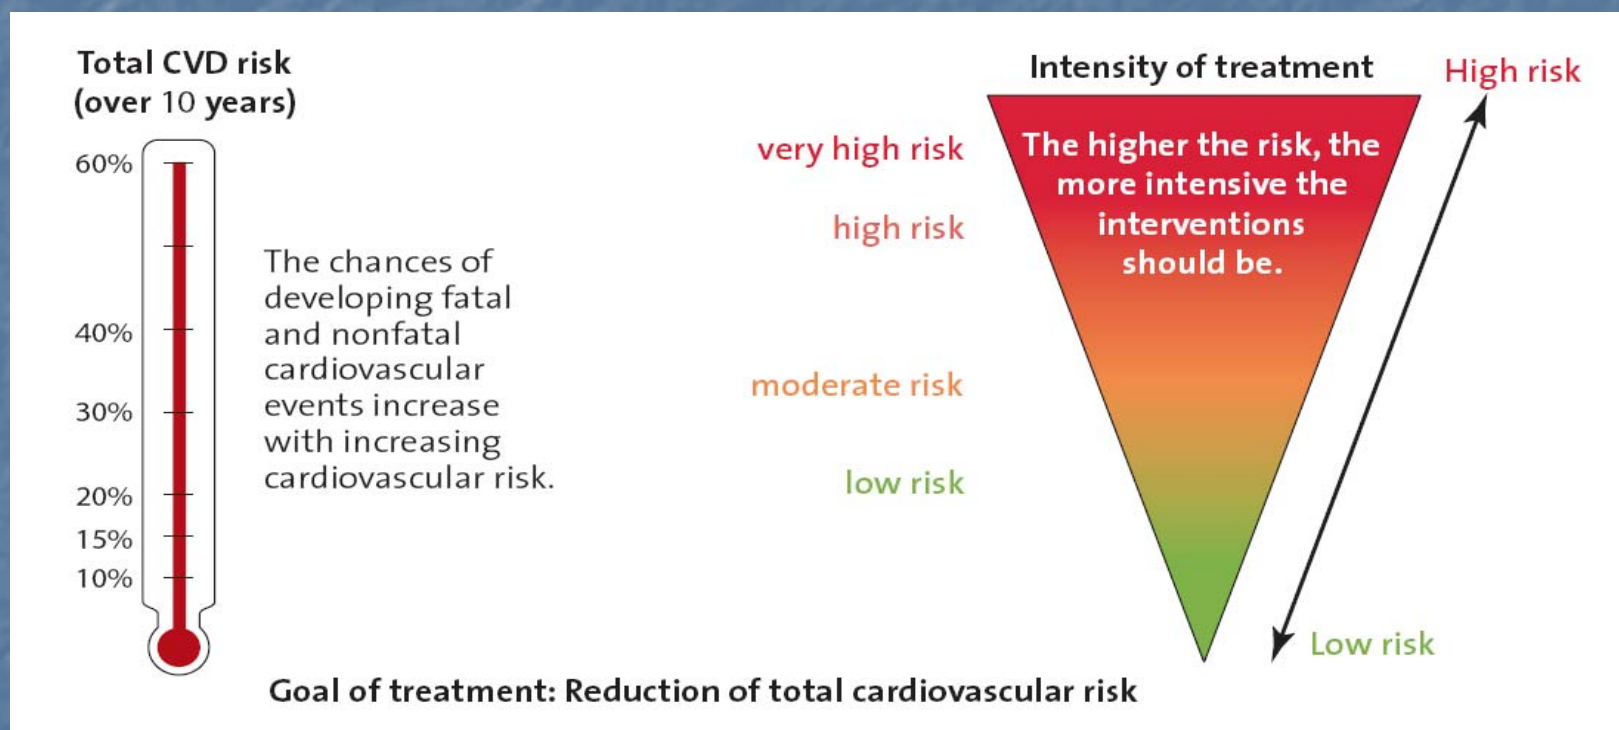 Total CVD risk
(over 10 years)
60%
40%
30%
20%
15%
10%
The chances of
developing fatal
and nonfatal
cardiovascular
events increase
with increasing
cardiovascular risk.
very high risk
high risk
moderate risk
low risk
Intensity of treatment
The higher the risk, the
more intensive the
interventions
should be.
High risk
Low risk
Goal of treatment: Reduction of total cardiovascular risk